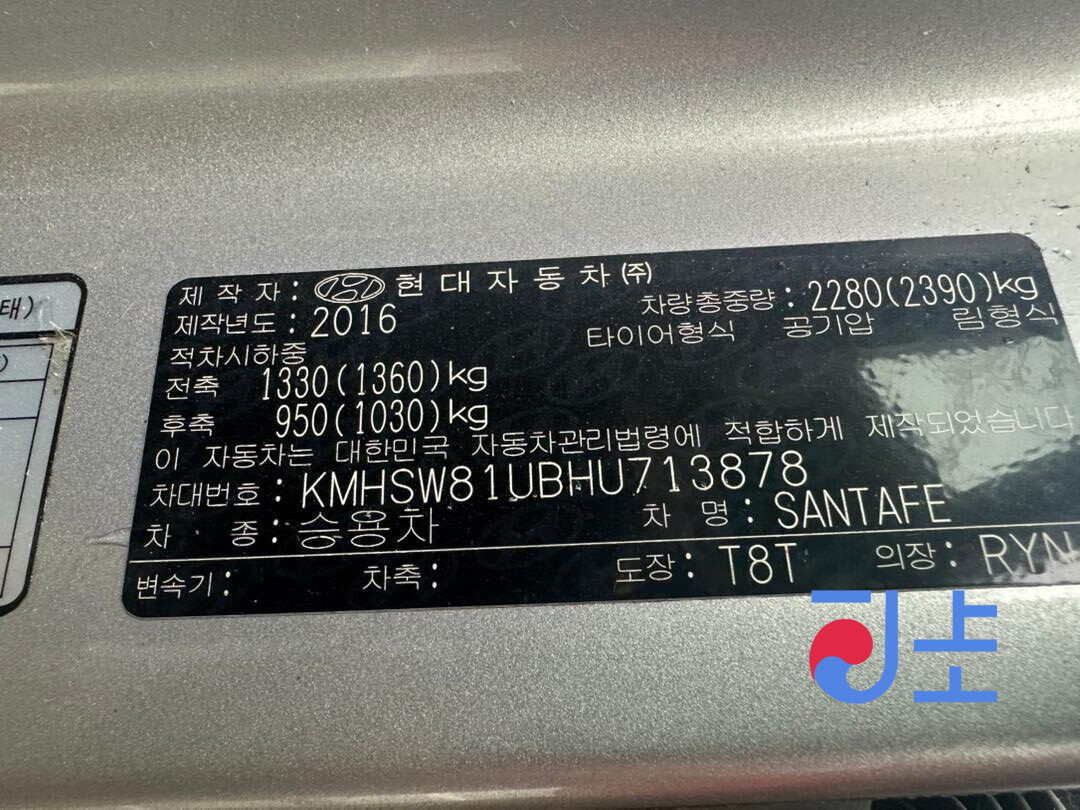 태)
제 작 자 : 현 대 자 동 차 ㈜
제작년도 : 2016
차량총중량 : 2280(2390)kg
적차시하중
타이어형식 공기압 림형식
전축 1330(1360)kg
후축 950(1030)kg
이 자동차는 대한민국 자동차관리법령에 적합하게 제작되었습니다
차대번호 : KMHSW81UBHU713878
차 종 : 승용차 차 명 : SANTAFE
변속기 : 차축 : 도장 : T8T 의장 : RYN